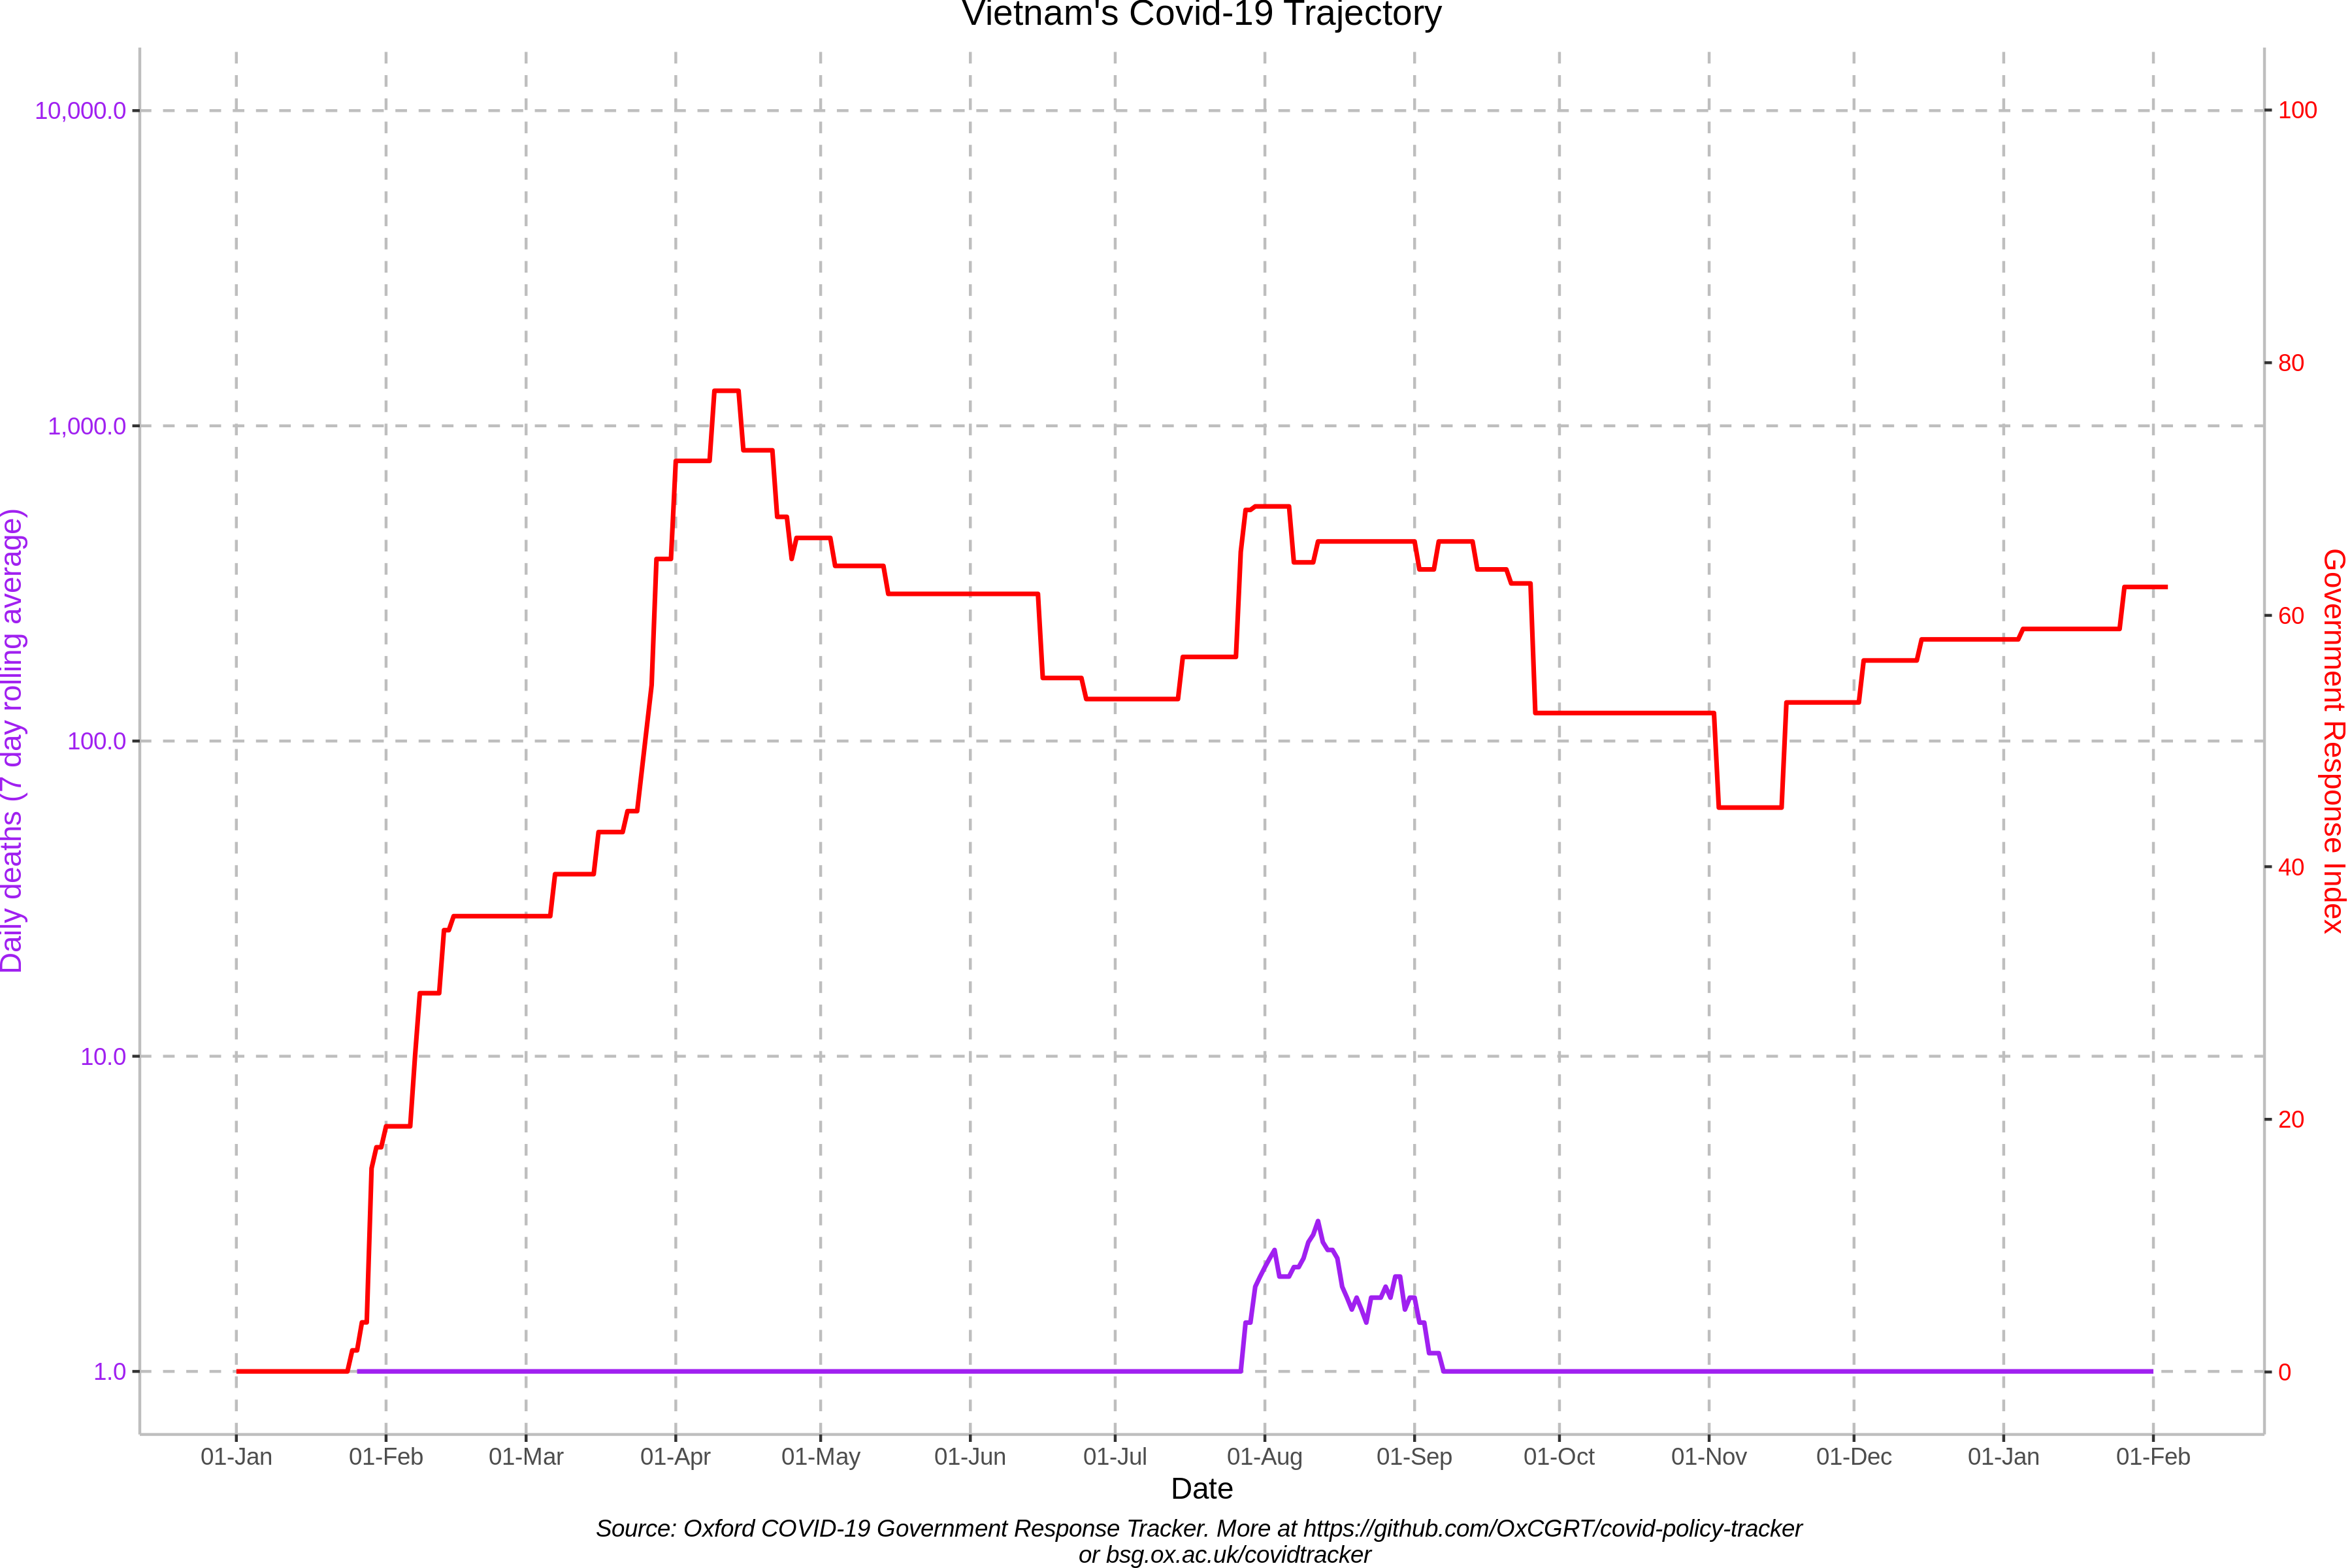 Vietnam's Covid-19 Trajectory
10,000.0
1,000.0
100.0
10.0
1.0
Daily deaths (7 day rolling average)
100
80
60
40
20
0
Government Response Index
01-Jan 01-Feb 01-Mar 01-Apr 01-May 01-Jun 01-Jul 01-Aug 01-Sep 01-Oct 01-Nov 01-Dec 01-Jan 01-Feb
Date
Source: Oxford COVID-19 Government Response Tracker. More at https://github.com/OxCGRT/covid-policy-tracker
or bsg.ox.ac.uk/covidtracker